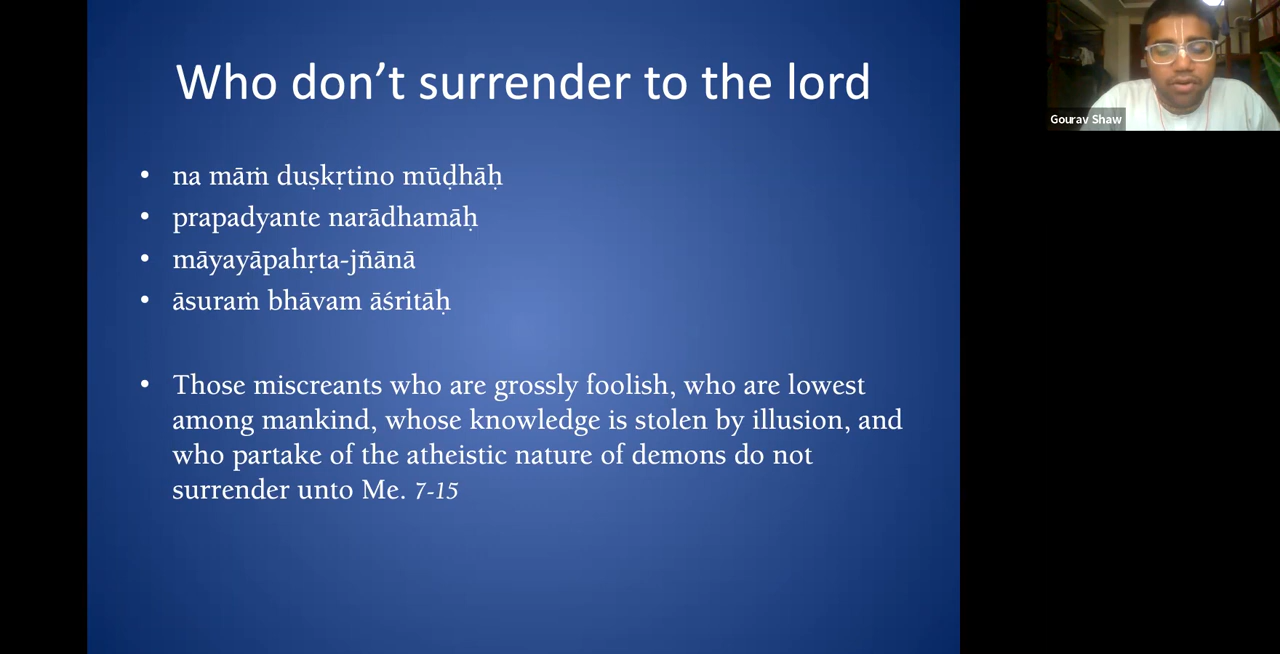 Who don’t surrender to the lord
• na māṁ duṣkṛtino mūḍhāḥ
• prapadyante narādhamāḥ
• māyayāpahṛta-jñānā
• āsuraṁ bhāvam āśritāḥ
• Those miscreants who are grossly foolish, who are lowest
among mankind, whose knowledge is stolen by illusion, and
who partake of the atheistic nature of demons do not
surrender unto Me. 7-15
Gourav Shaw